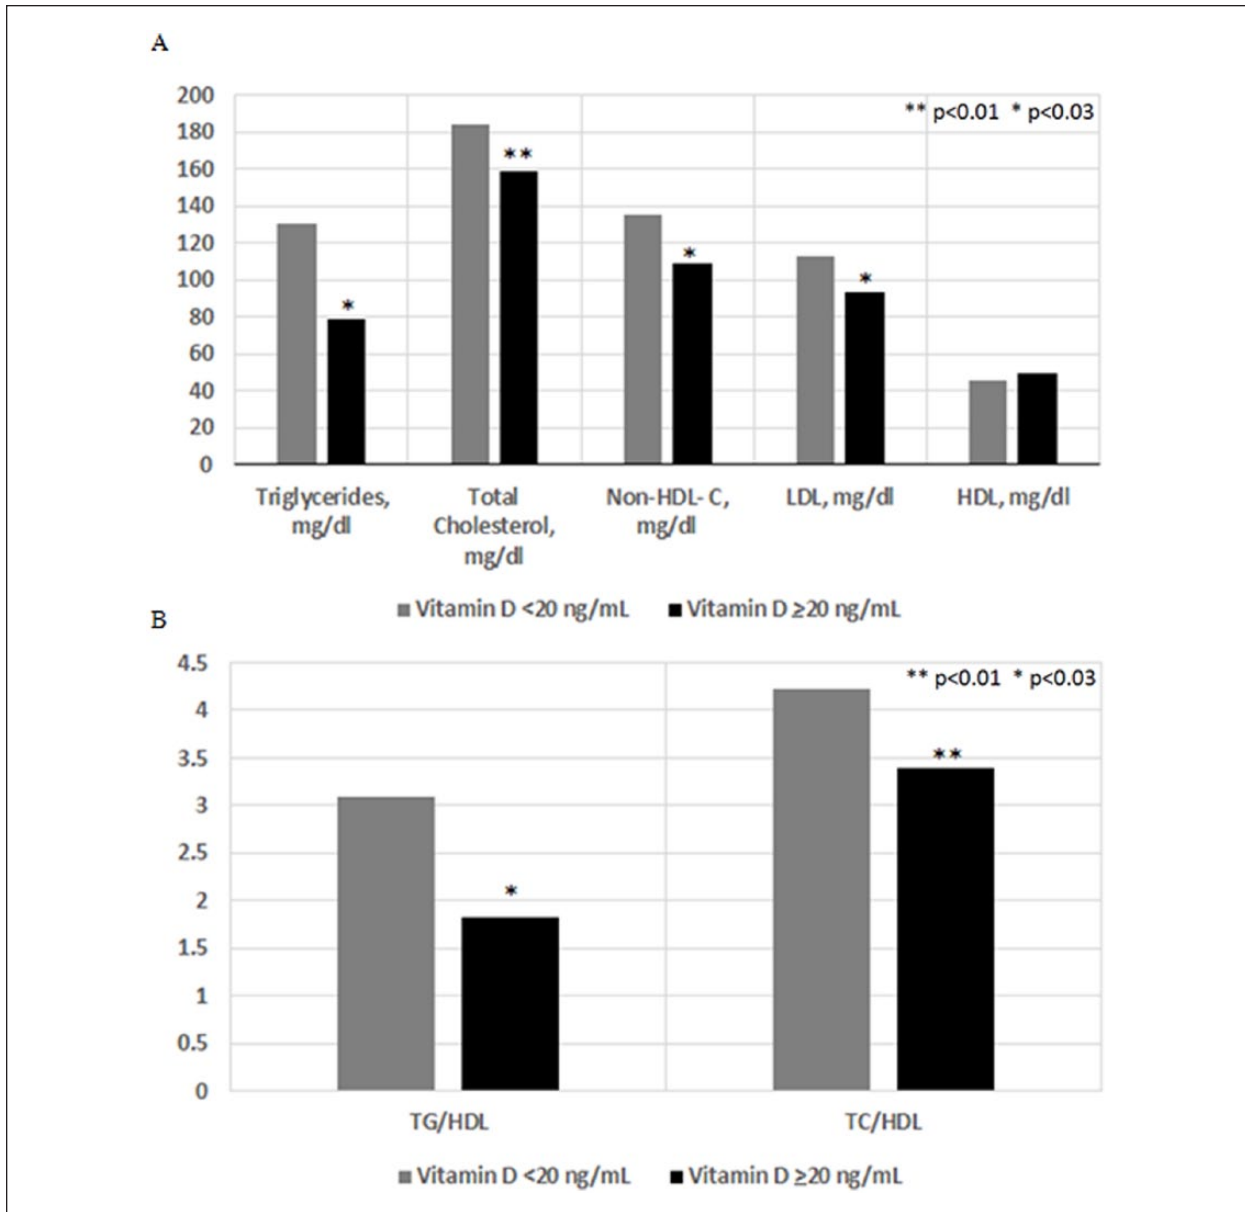 A
200
180
160
140
120
100
80
60
40
20
0
** p<0.01 * p<0.03
*
**
*
*
Triglycerides,
mg/dl
Total
Cholesterol,
mg/dl
Non-HDL- C,
mg/dl
LDL, mg/dl
HDL, mg/dl
Vitamin D <20 ng/mL
Vitamin D ≥20 ng/mL
B
4.5
4
3.5
3
2.5
2
1.5
1
0.5
0
** p<0.01 * p<0.03
*
**
TG/HDL
TC/HDL
Vitamin D <20 ng/mL
Vitamin D ≥20 ng/mL